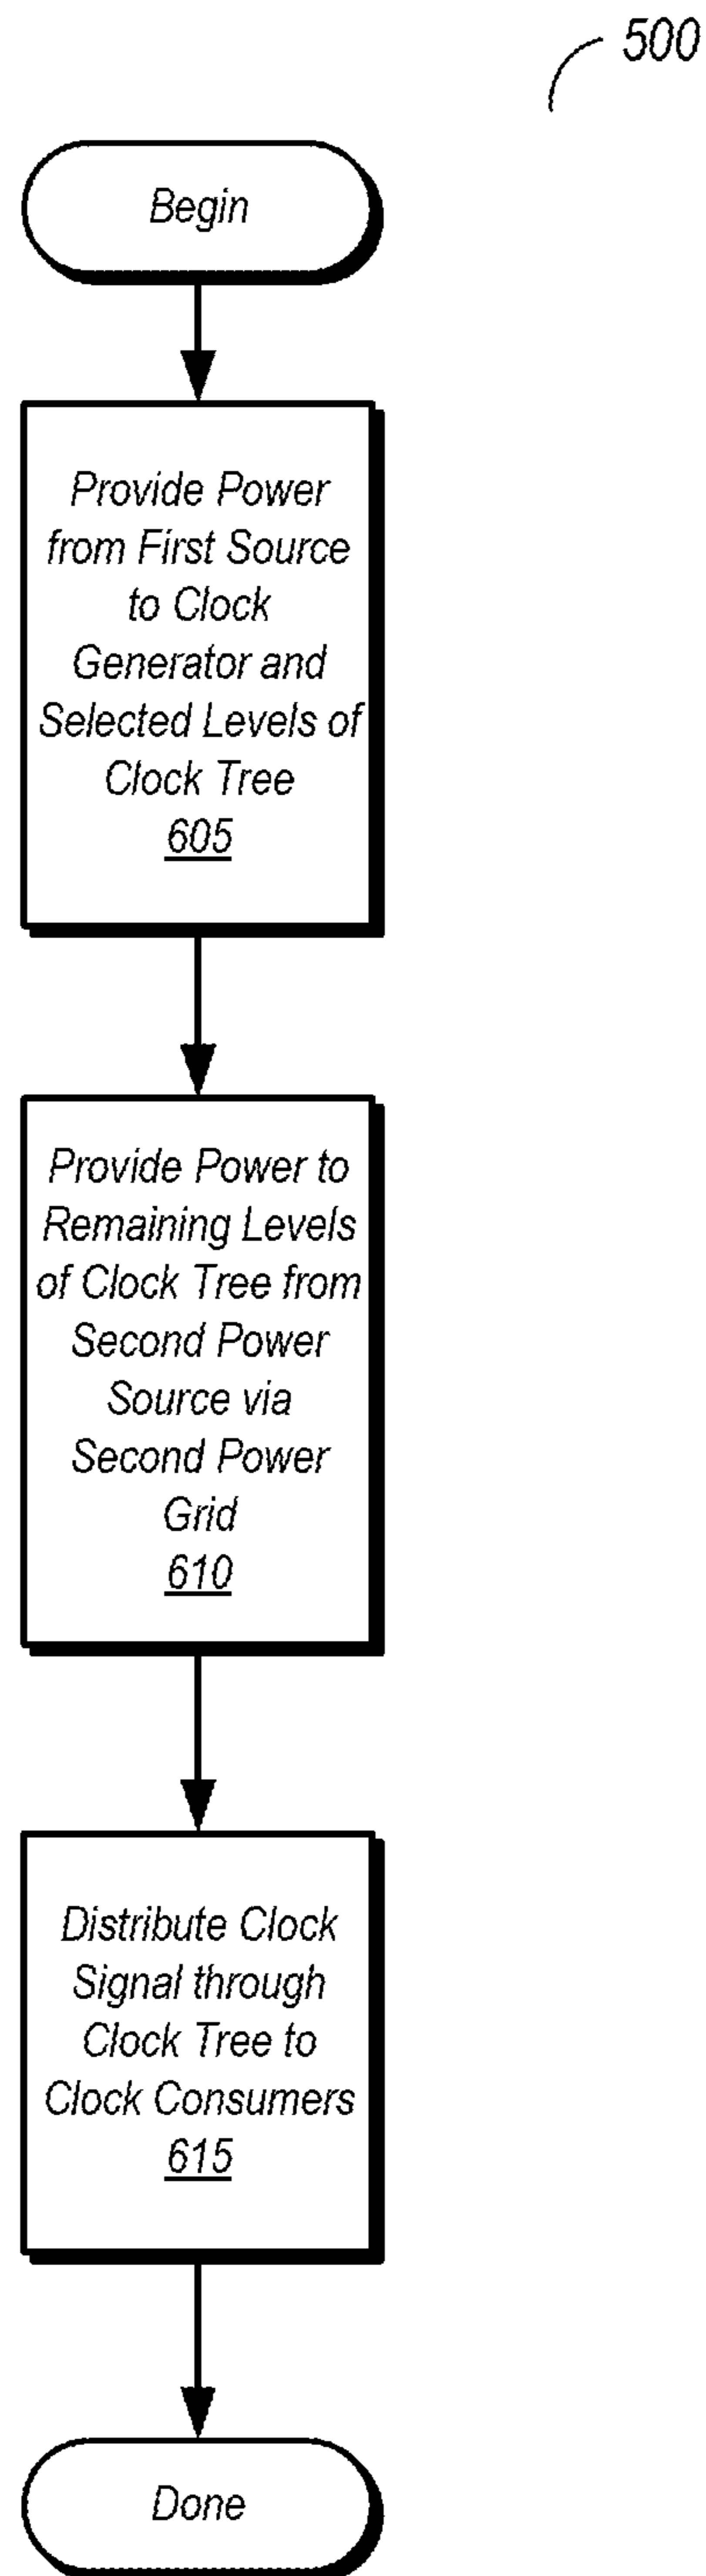 500
Begin
Provide Power
from First Source
to Clock
Generator and
Selected Levels of
Clock Tree
605
Provide Power to
Remaining Levels
of Clock Tree from
Second Power
Source via
Second Power
Grid
610
Distribute Clock
Signal through
Clock Tree to
Clock Consumers
615
Done